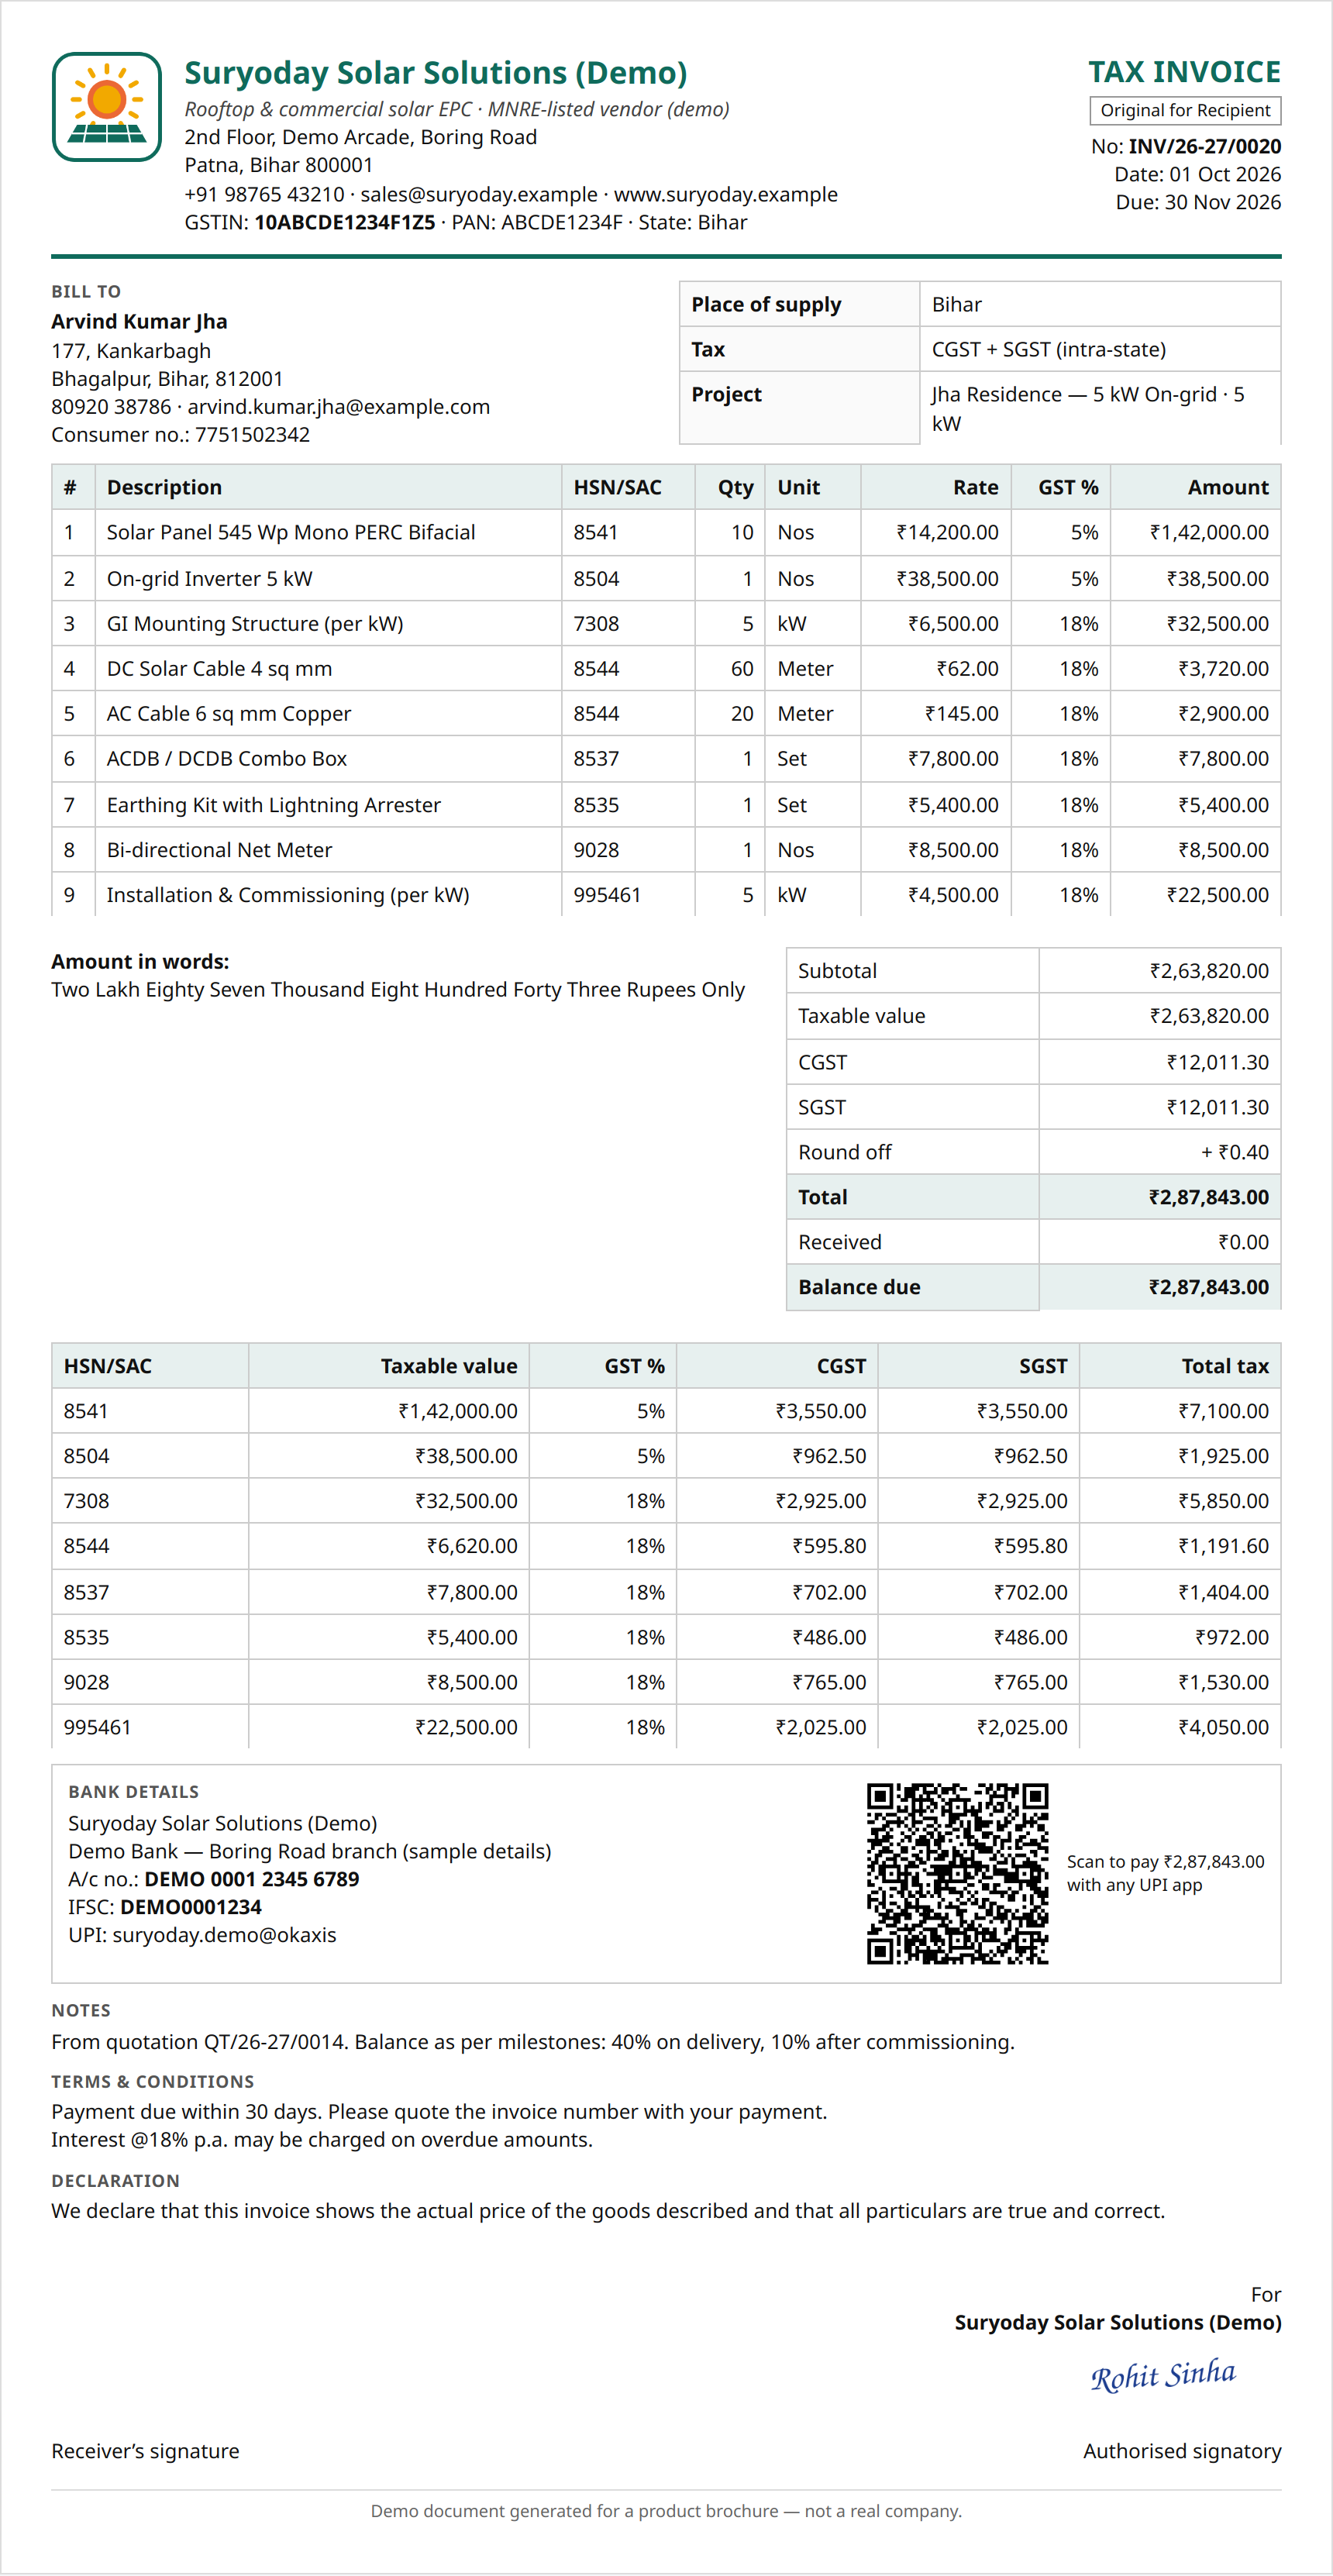 Suryoday Solar Solutions (Demo)
Rooftop & commercial solar EPC · MNRE-listed vendor (demo)
2nd Floor, Demo Arcade, Boring Road
Patna, Bihar 800001
+91 98765 43210 · sales@suryoday.example · www.suryoday.example
GSTIN: 10ABCDE1234F1Z5 · PAN: ABCDE1234F · State: Bihar
TAX INVOICE
Original for Recipient
No: INV/26-27/0020
Date: 01 Oct 2026
Due: 30 Nov 2026
BILL TO
Arvind Kumar Jha
177, Kankarbagh
Bhagalpur, Bihar, 812001
80920 38786 · arvind.kumar.jha@example.com
Consumer no.: 7751502342
Place of supply Bihar
Tax CGST + SGST (intra-state)
Project Jha Residence — 5 kW On-grid · 5
kW
# Description HSN/SAC Qty Unit Rate GST % Amount
1 Solar Panel 545 Wp Mono PERC Bifacial 8541 10 Nos ₹14,200.00 5% ₹1,42,000.00
2 On-grid Inverter 5 kW 8504 1 Nos ₹38,500.00 5% ₹38,500.00
3 GI Mounting Structure (per kW) 7308 5 kW ₹6,500.00 18% ₹32,500.00
4 DC Solar Cable 4 sq mm 8544 60 Meter ₹62.00 18% ₹3,720.00
5 AC Cable 6 sq mm Copper 8544 20 Meter ₹145.00 18% ₹2,900.00
6 ACDB / DCDB Combo Box 8537 1 Set ₹7,800.00 18% ₹7,800.00
7 Earthing Kit with Lightning Arrester 8535 1 Set ₹5,400.00 18% ₹5,400.00
8 Bi-directional Net Meter 9028 1 Nos ₹8,500.00 18% ₹8,500.00
9 Installation & Commissioning (per kW) 995461 5 kW ₹4,500.00 18% ₹22,500.00
Amount in words:
Two Lakh Eighty Seven Thousand Eight Hundred Forty Three Rupees Only
Subtotal ₹2,63,820.00
Taxable value ₹2,63,820.00
CGST ₹12,011.30
SGST ₹12,011.30
Round off + ₹0.40
Total ₹2,87,843.00
Received ₹0.00
Balance due ₹2,87,843.00
HSN/SAC Taxable value GST % CGST SGST Total tax
8541 ₹1,42,000.00 5% ₹3,550.00 ₹3,550.00 ₹7,100.00
8504 ₹38,500.00 5% ₹962.50 ₹962.50 ₹1,925.00
7308 ₹32,500.00 18% ₹2,925.00 ₹2,925.00 ₹5,850.00
8544 ₹6,620.00 18% ₹595.80 ₹595.80 ₹1,191.60
8537 ₹7,800.00 18% ₹702.00 ₹702.00 ₹1,404.00
8535 ₹5,400.00 18% ₹486.00 ₹486.00 ₹972.00
9028 ₹8,500.00 18% ₹765.00 ₹765.00 ₹1,530.00
995461 ₹22,500.00 18% ₹2,025.00 ₹2,025.00 ₹4,050.00
BANK DETAILS
Suryoday Solar Solutions (Demo)
Demo Bank — Boring Road branch (sample details)
A/c no.: DEMO 0001 2345 6789
IFSC: DEMO0001234
UPI: suryoday.demo@okaxis
Scan to pay ₹2,87,843.00
with any UPI app
NOTES
From quotation QT/26-27/0014. Balance as per milestones: 40% on delivery, 10% after commissioning.
TERMS & CONDITIONS
Payment due within 30 days. Please quote the invoice number with your payment.
Interest @18% p.a. may be charged on overdue amounts.
DECLARATION
We declare that this invoice shows the actual price of the goods described and that all particulars are true and correct.
For
Suryoday Solar Solutions (Demo)
Rohit Sinha
Receiver’s signature Authorised signatory
Demo document generated for a product brochure — not a real company.